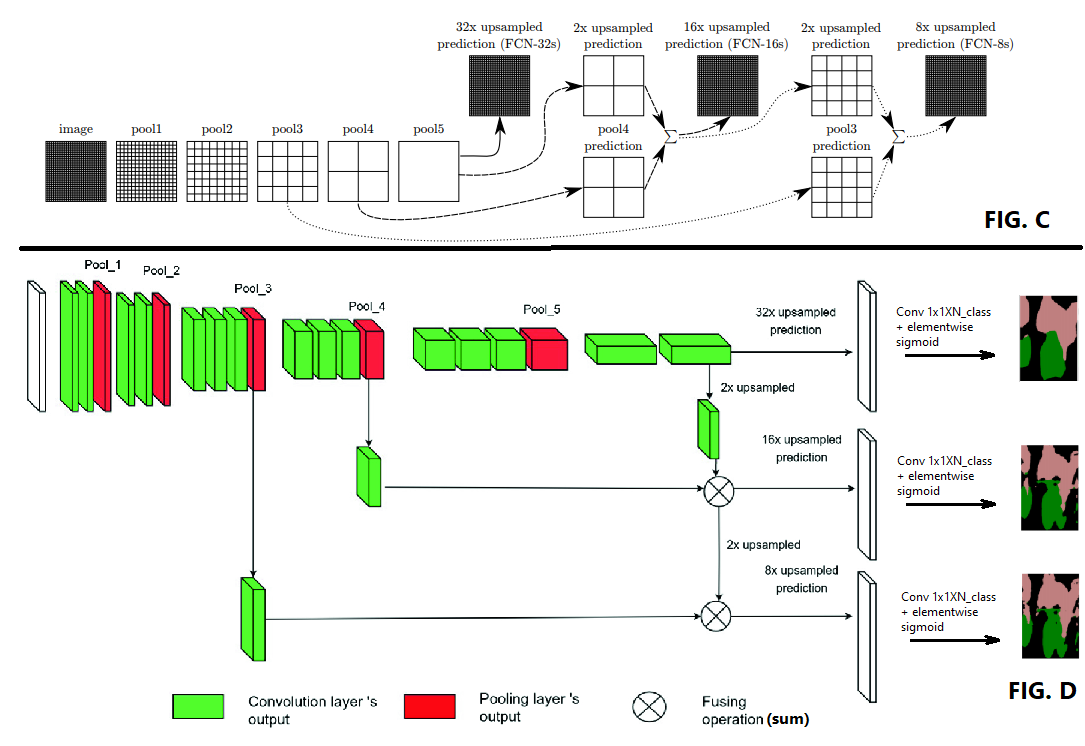 32x upsampled
prediction (FCN-32s)
2x upsampled
prediction
16x upsampled
prediction (FCN-16s)
2x upsampled
prediction
8x upsampled
prediction (FCN-8s)
image
pool1
pool2
pool3
pool4
pool5
pool4
prediction
∑
pool3
prediction
∑
FIG. C
Pool_1
Pool_2
Pool_3
Pool_4
Pool_5
32x upsampled
prediction
Conv 1x1XN_class
+ elementwise
sigmoid
2x upsampled
16x upsampled
prediction
Conv 1x1XN_class
+ elementwise
sigmoid
2x upsampled
8x upsampled
prediction
Conv 1x1XN_class
+ elementwise
sigmoid
FIG. D
Convolution layer 's
output
Pooling layer 's
output
Fusing
operation (sum)